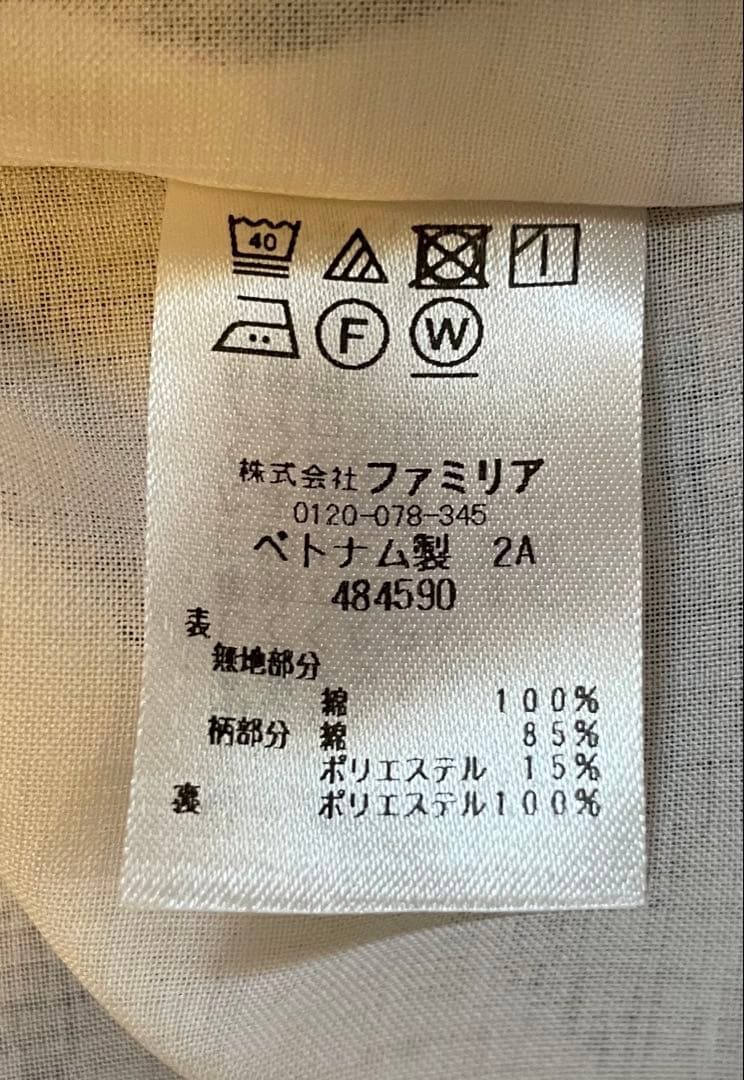 40
F W
株式会社ファミリア
0120-078-345
ベトナム製 2A
484590
表
無地部分
綿 100%
柄部分 綿 85%
ポリエステル 15%
裏 ポリエステル100%